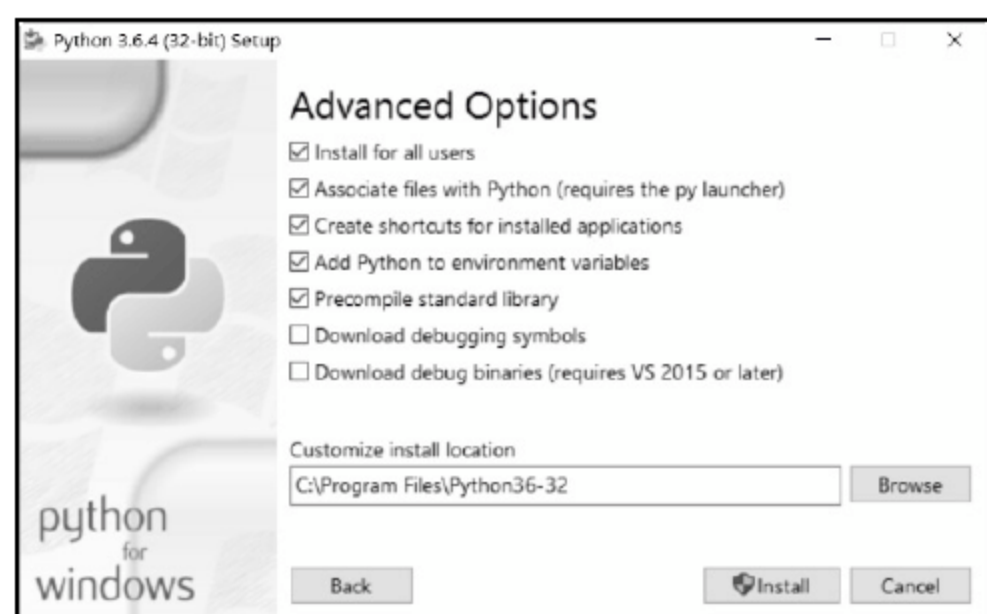 Python 3.6.4 (32-bit) Setup
Advanced Options
Install for all users
Associate files with Python (requires the py launcher)
Create shortcuts for installed applications
Add Python to environment variables
Precompile standard library
Download debugging symbols
Download debug binaries (requires VS 2015 or later)
Customize install location
C:\Program Files\Python36-32
Browse
python
for
windows
Back
Install
Cancel